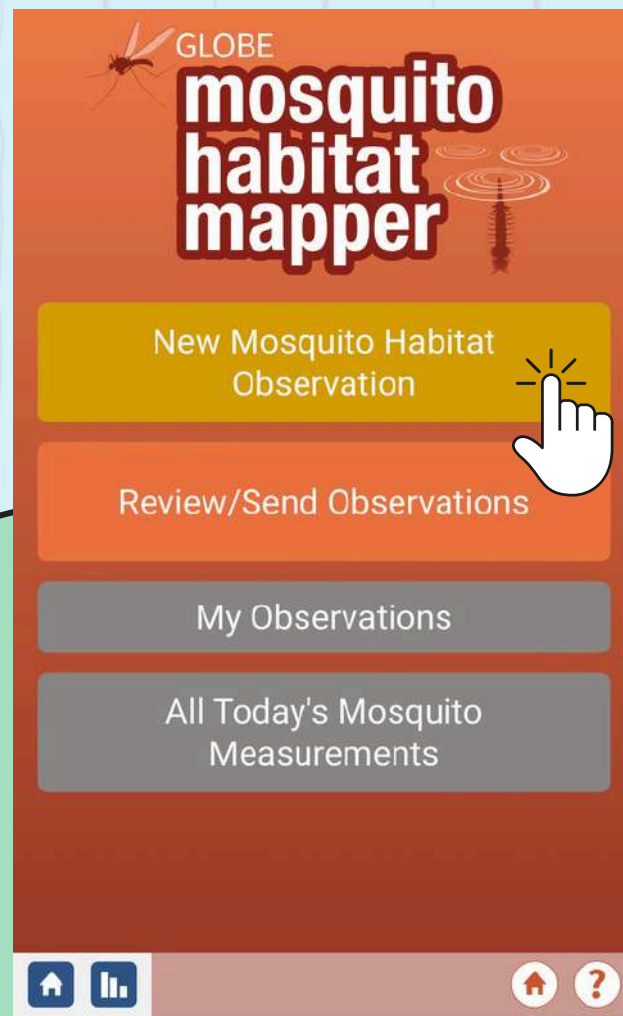 GLOBE
mosquito
habitat
mapper
New Mosquito Habitat
Observation
Review/Send Observations
My Observations
All Today's Mosquito
Measurements
?